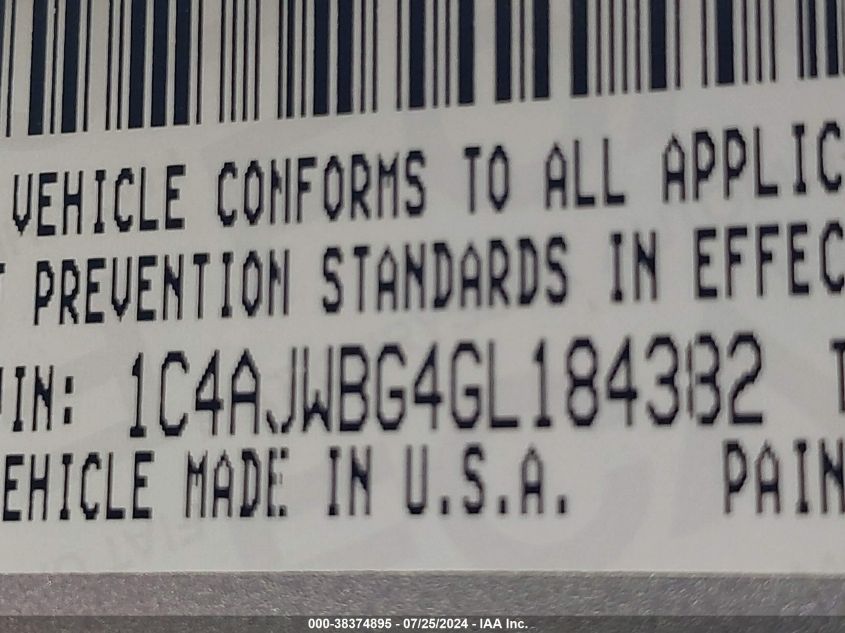 VEHICLE CONFORMS TO ALL APPLIC
T PREVENTION STANDARDS IN EFFEC
VIN: 1C4AJWBG4GL184382 T
EHICLE MADE IN U.S.A. PAIN
000-38374895 - 07/25/2024 - IAA Inc.